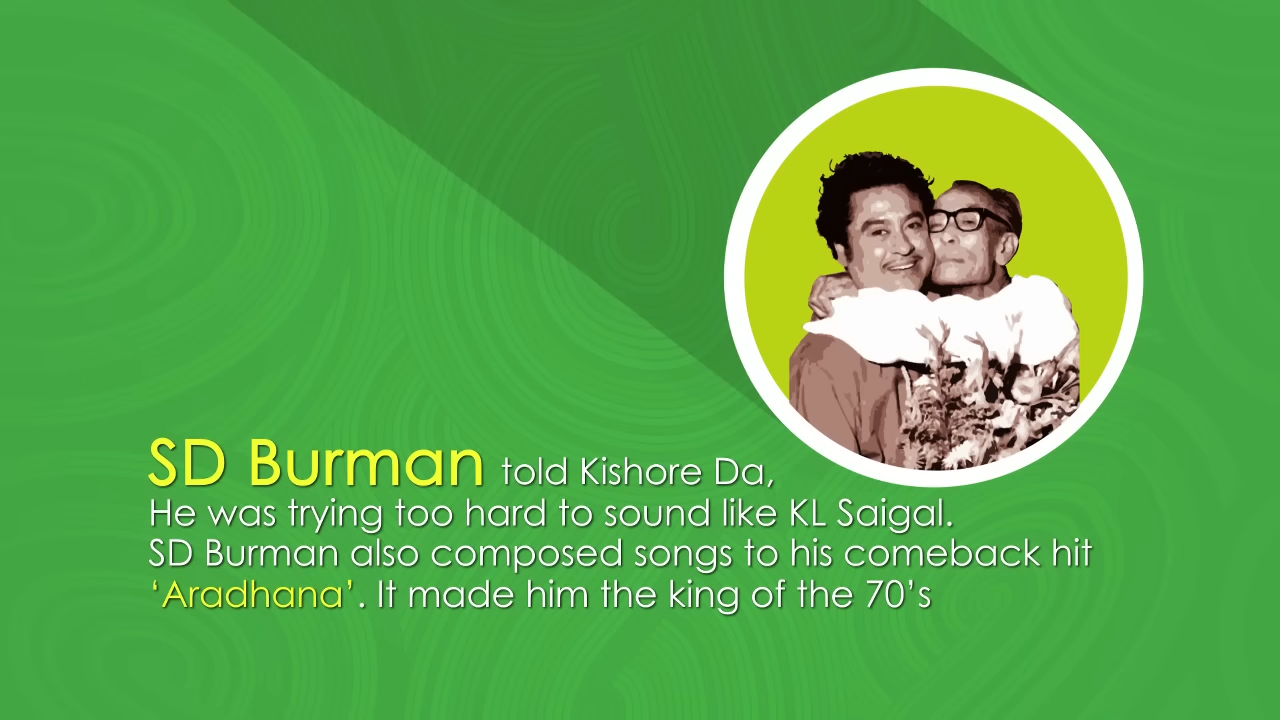 SD Burman told Kishore Da,
He was trying too hard to sound like KL Saigal.
SD Burman also composed songs to his comeback hit
‘Aradhana’. It made him the king of the 70’s